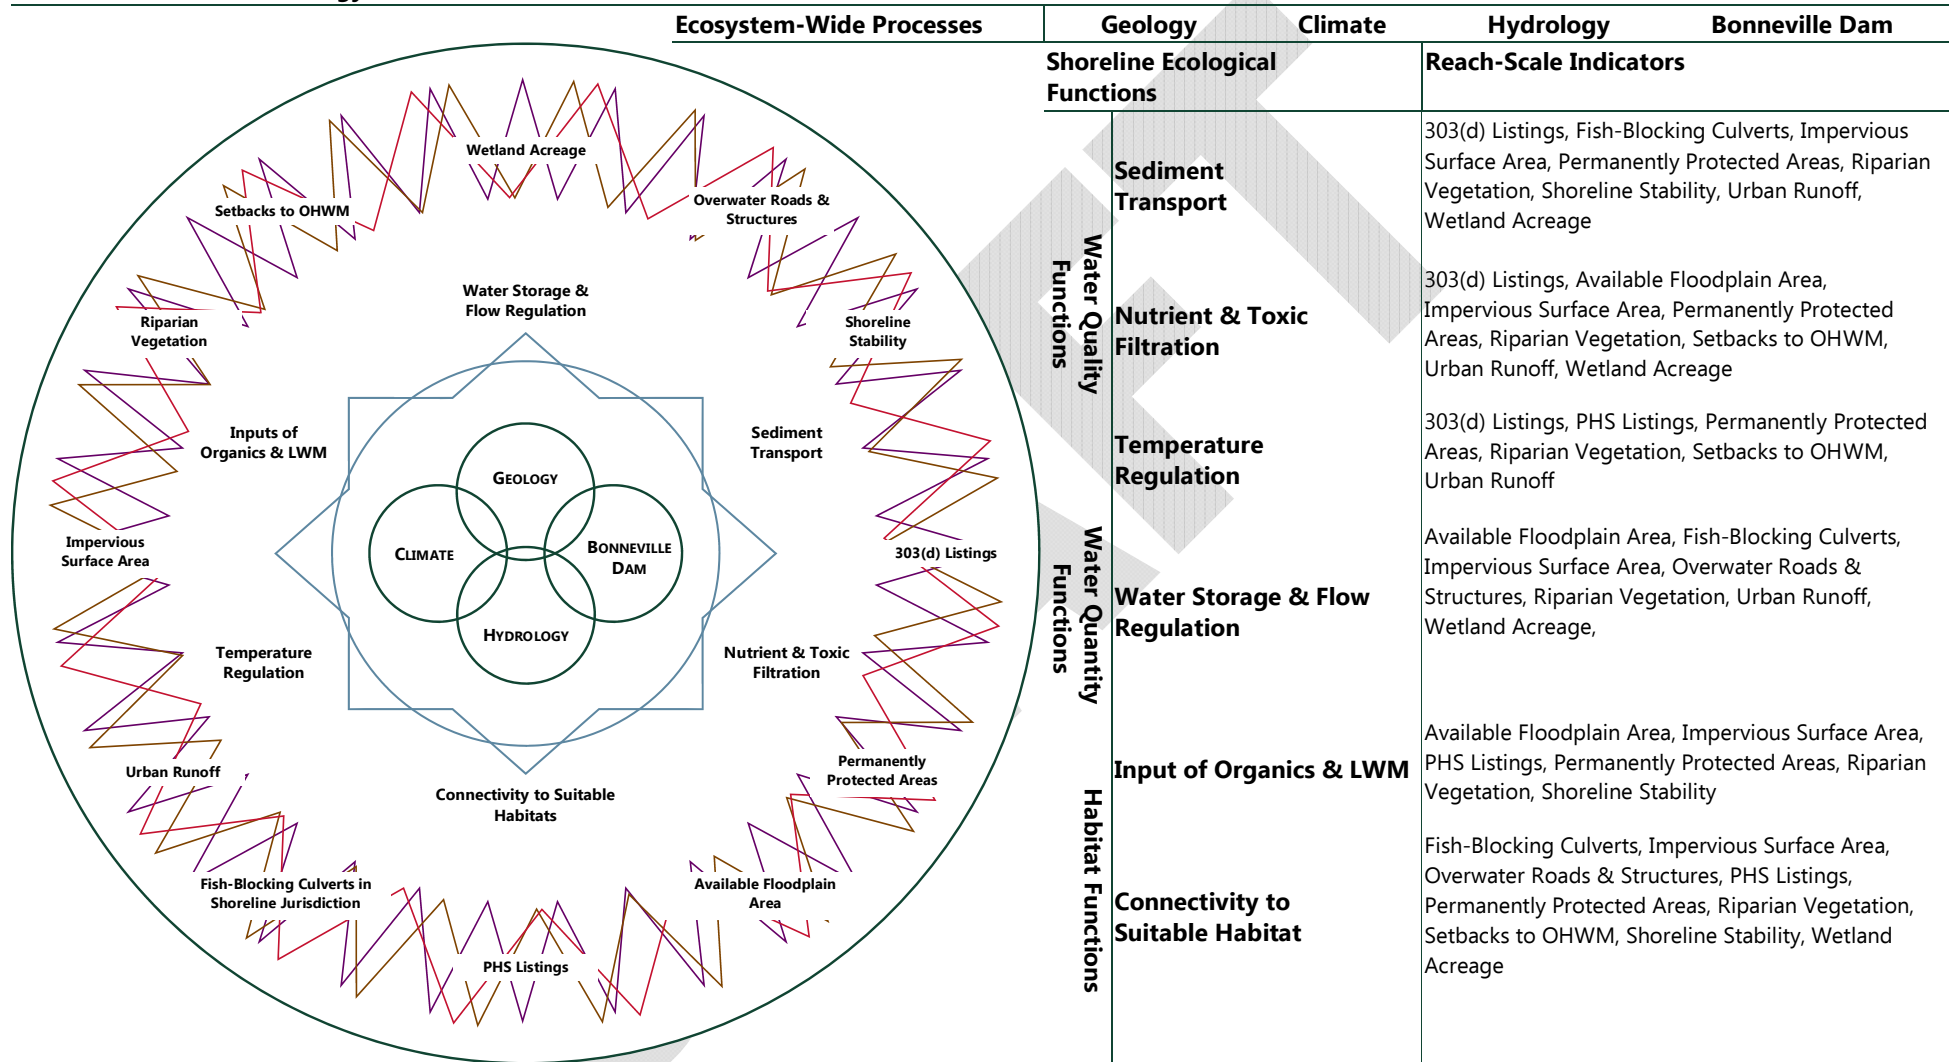 Ecosystem-Wide Processes
Geology
Climate
Hydrology
Bonneville Dam
Shoreline Ecological
Functions
Reach-Scale Indicators
Wetland Acreage
Overwater Roads &
Structures
Setbacks to OHWM
Riparian
Vegetation
Shoreline
Stability
Impervious
Surface Area
303(d) Listings
Urban Runoff
Permanently
Protected Areas
Fish-Blocking Culverts in
Shoreline Jurisdiction
Available Floodplain
Area
PHS Listings
Water Storage &
Flow Regulation
Inputs of
Organics & LWM
Sediment
Transport
Temperature
Regulation
Nutrient & Toxic
Filtration
Connectivity to Suitable
Habitats
GEOLOGY
CLIMATE
BONNEVILLE
DAM
HYDROLOGY
Water Quality
Functions
Sediment
Transport
303(d) Listings, Fish-Blocking Culverts, Impervious
Surface Area, Permanently Protected Areas, Riparian
Vegetation, Shoreline Stability, Urban Runoff,
Wetland Acreage
Nutrient & Toxic
Filtration
303(d) Listings, Available Floodplain Area,
Impervious Surface Area, Permanently Protected
Areas, Riparian Vegetation, Setbacks to OHWM,
Urban Runoff, Wetland Acreage
Temperature
Regulation
303(d) Listings, PHS Listings, Permanently Protected
Areas, Riparian Vegetation, Setbacks to OHWM,
Urban Runoff
Water Quantity
Functions
Water Storage & Flow
Regulation
Available Floodplain Area, Fish-Blocking Culverts,
Impervious Surface Area, Overwater Roads &
Structures, Riparian Vegetation, Urban Runoff,
Wetland Acreage,
Habitat Functions
Input of Organics & LWM
Available Floodplain Area, Impervious Surface Area,
PHS Listings, Permanently Protected Areas, Riparian
Vegetation, Shoreline Stability
Connectivity to
Suitable Habitat
Fish-Blocking Culverts, Impervious Surface Area,
Overwater Roads & Structures, PHS Listings,
Permanently Protected Areas, Riparian Vegetation,
Setbacks to OHWM, Shoreline Stability, Wetland
Acreage